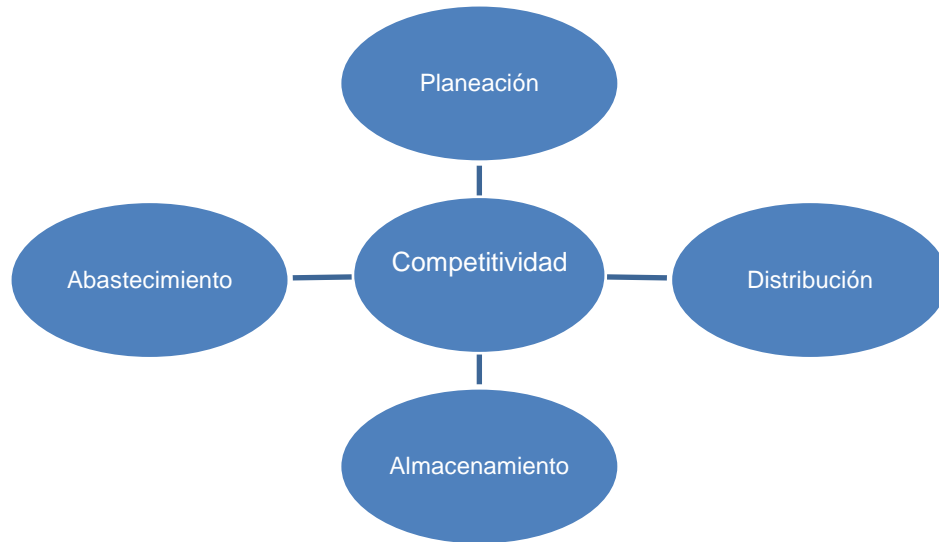 Planeación
Competitividad
Abastecimiento
Distribución
Almacenamiento